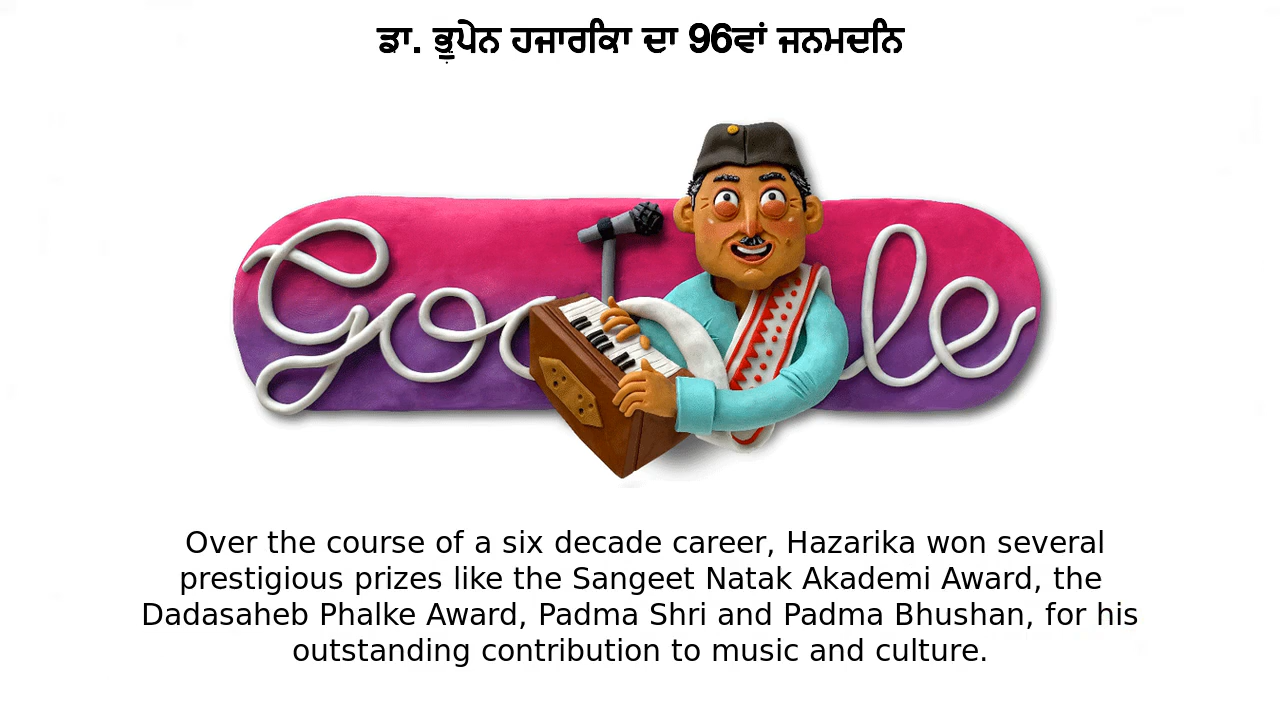 ਡਾ. ਭੂਪੇਨ ਹਜਾਰਿਕਾ ਦਾ 96ਵਾਂ ਜਨਮਦਿਨ
Google
Over the course of a six decade career, Hazarika won several
prestigious prizes like the Sangeet Natak Akademi Award, the
Dadasaheb Phalke Award, Padma Shri and Padma Bhushan, for his
outstanding contribution to music and culture.